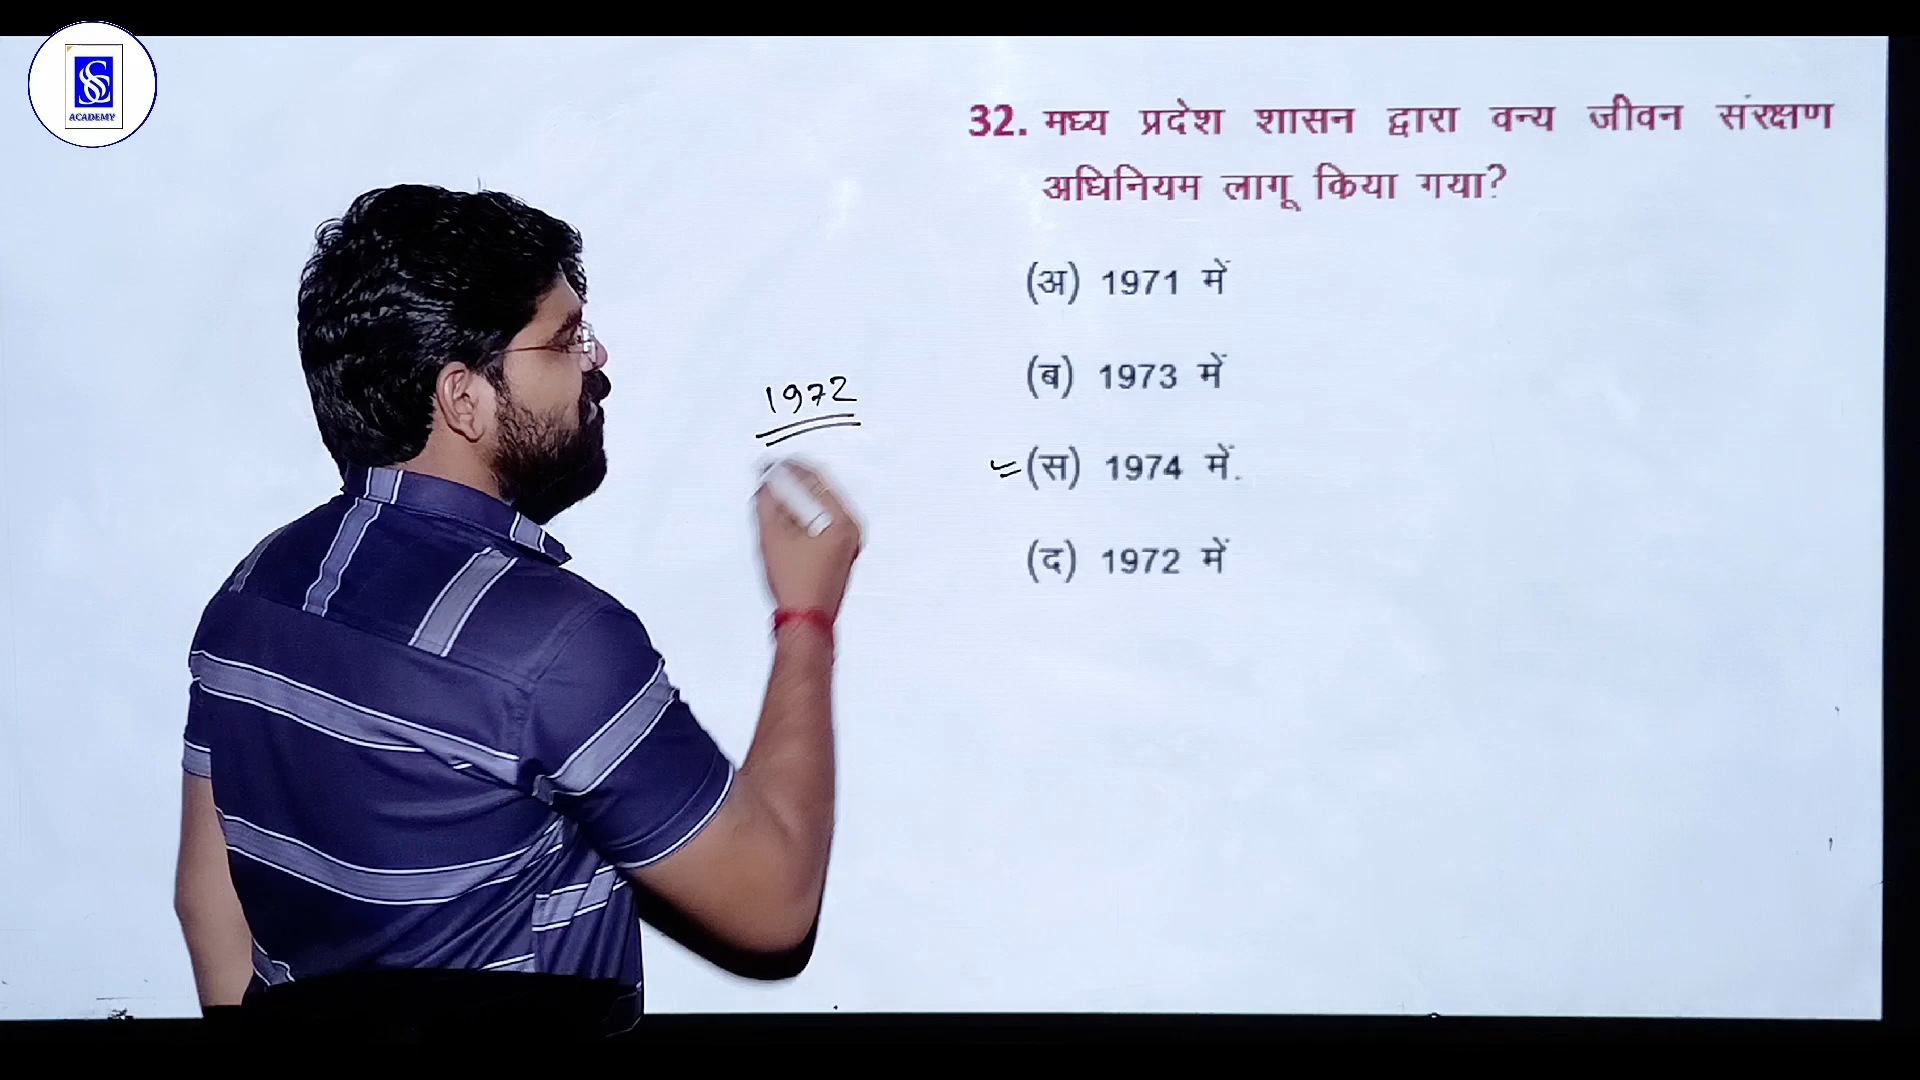 ACADEMY
32. मध्य प्रदेश शासन द्वारा वन्य जीवन संरक्षण
अधिनियम लागू किया गया?
(अ) 1971 में
(ब) 1973 में
1972
(स) 1974 में.
(द) 1972 में